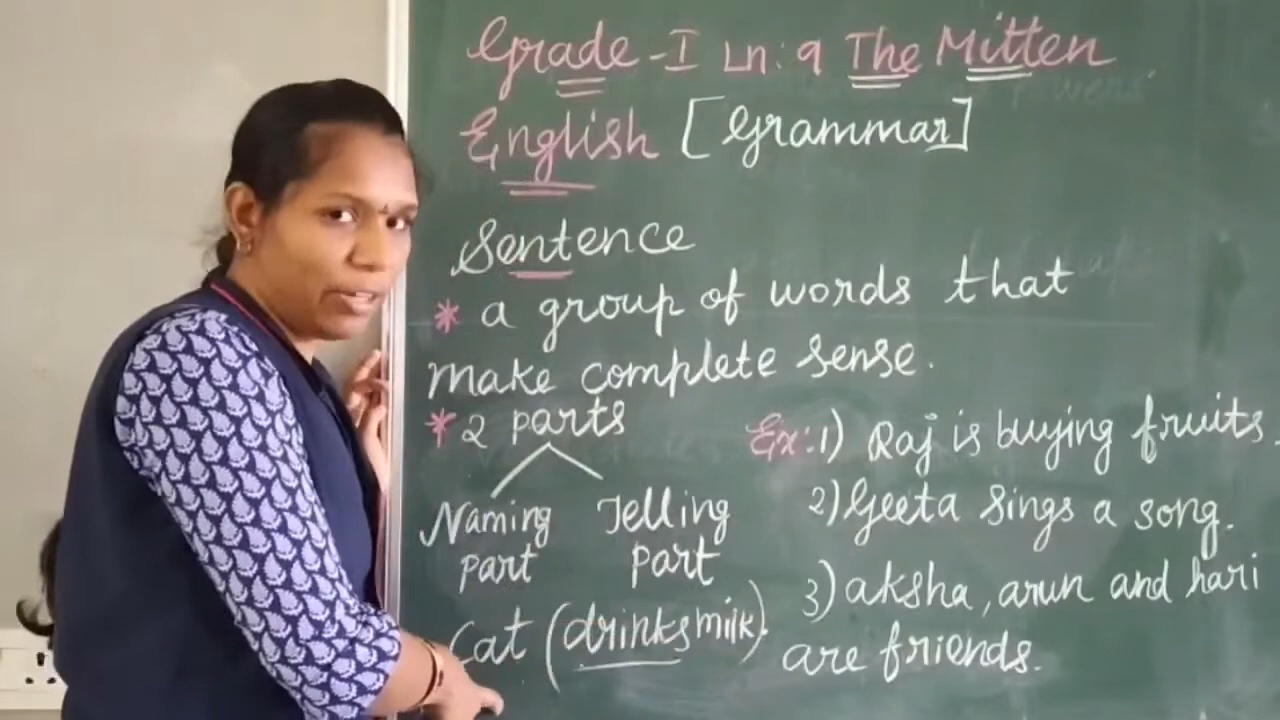 Grade-I Ln: 9 The Mitten
English [Grammar]
Sentence
* a group of words that
make complete sense.
* 2 parts
Naming part
Telling part
Cat (drinks milk).
Ex: 1) Raj is buying fruits.
2) Geeta sings a song.
3) aksha, arun and hari
are friends.